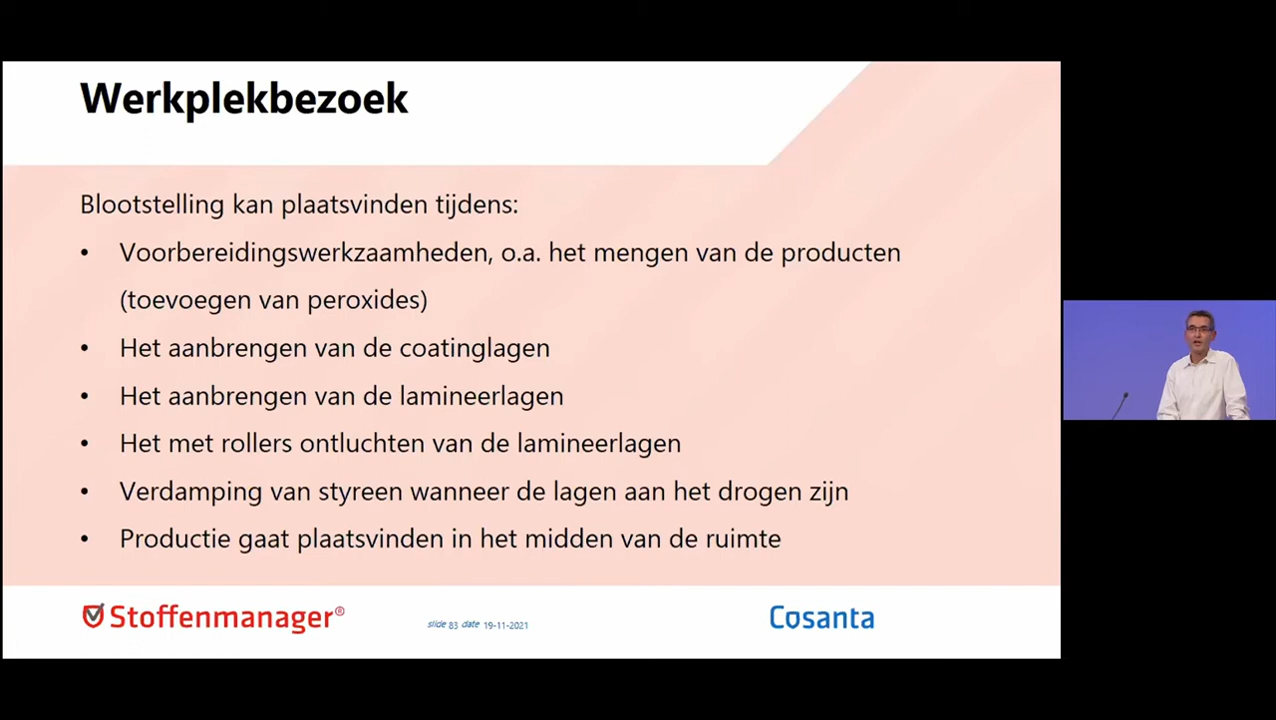 Werkplekbezoek
Blootstelling kan plaatsvinden tijdens:
• Voorbereidingswerkzaamheden, o.a. het mengen van de producten
(toevoegen van peroxides)
• Het aanbrengen van de coatinglagen
• Het aanbrengen van de lamineerlagen
• Het met rollers ontluchten van de lamineerlagen
• Verdamping van styreen wanneer de lagen aan het drogen zijn
• Productie gaat plaatsvinden in het midden van de ruimte
Stoffenmanager®
slide 83 date 19-11-2021
Cosanta